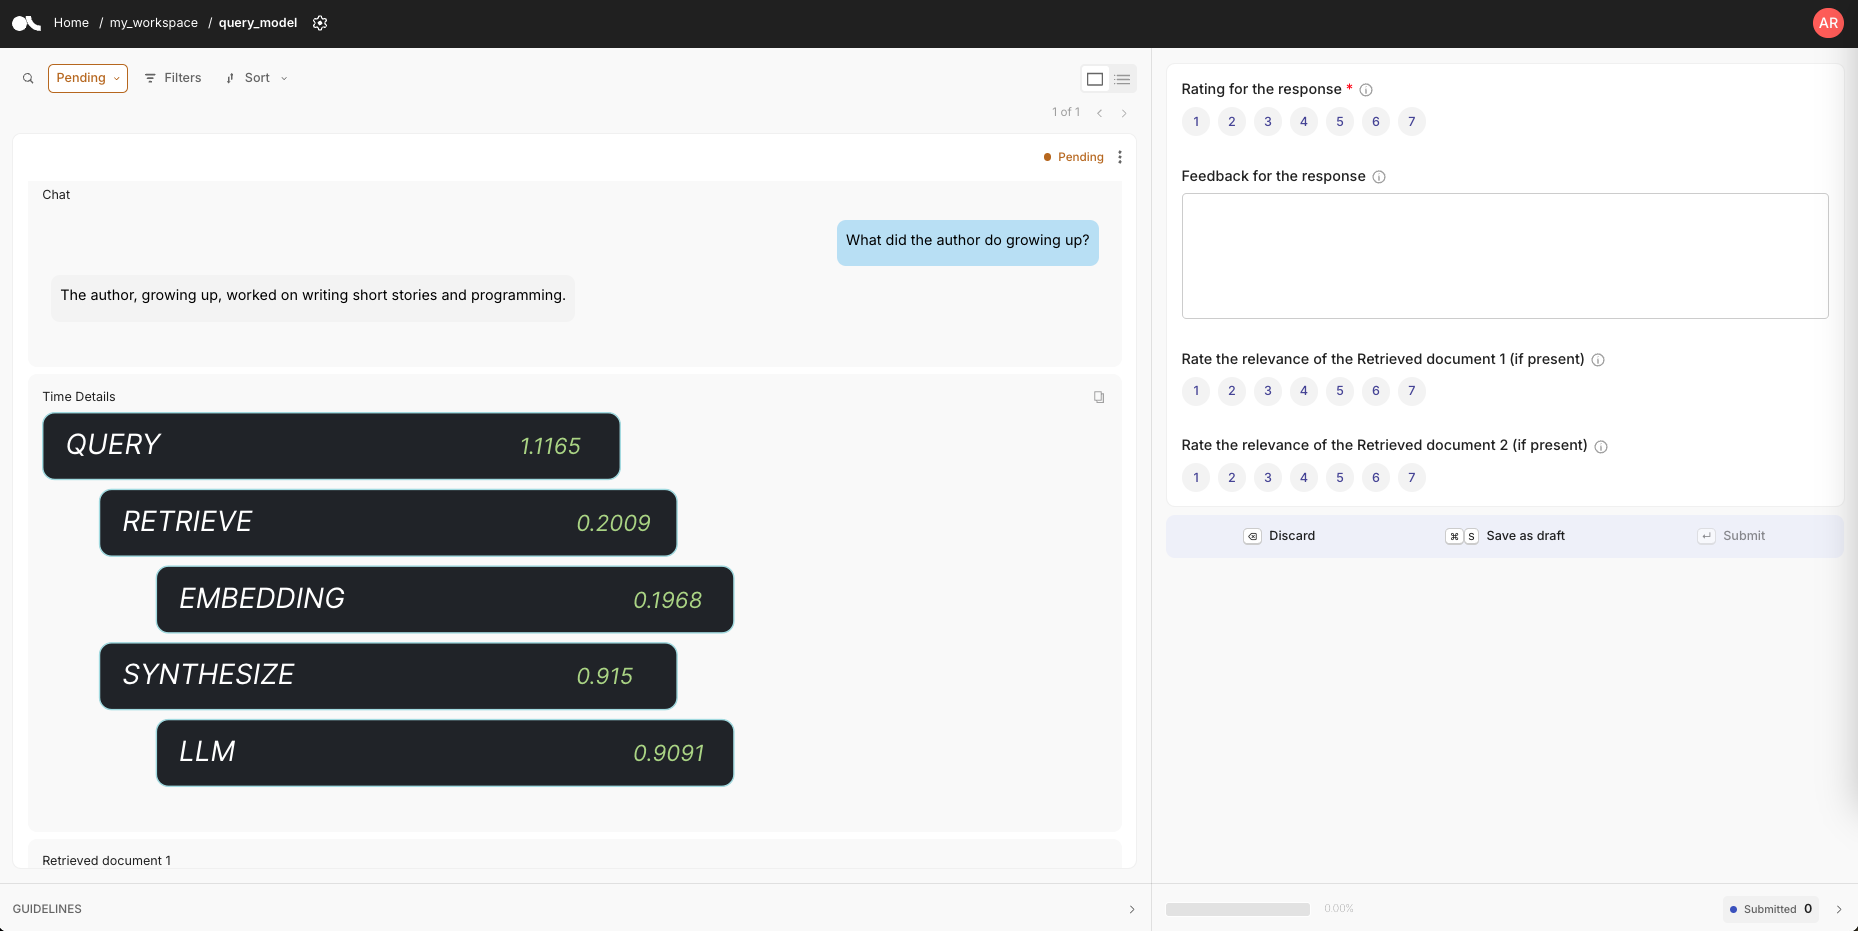 Home / my_workspace / query_model
AR
Pending
Filters
Sort
1 of 1
Pending
Chat
What did the author do growing up?
The author, growing up, worked on writing short stories and programming.
Time Details
QUERY 1.1165
RETRIEVE 0.2009
EMBEDDING 0.1968
SYNTHESIZE 0.915
LLM 0.9091
Retrieved document 1
GUIDELINES
Rating for the response *
1 2 3 4 5 6 7
Feedback for the response
Rate the relevance of the Retrieved document 1 (if present)
1 2 3 4 5 6 7
Rate the relevance of the Retrieved document 2 (if present)
1 2 3 4 5 6 7
Discard
⌘ S Save as draft
Submit
0.00%
Submitted 0